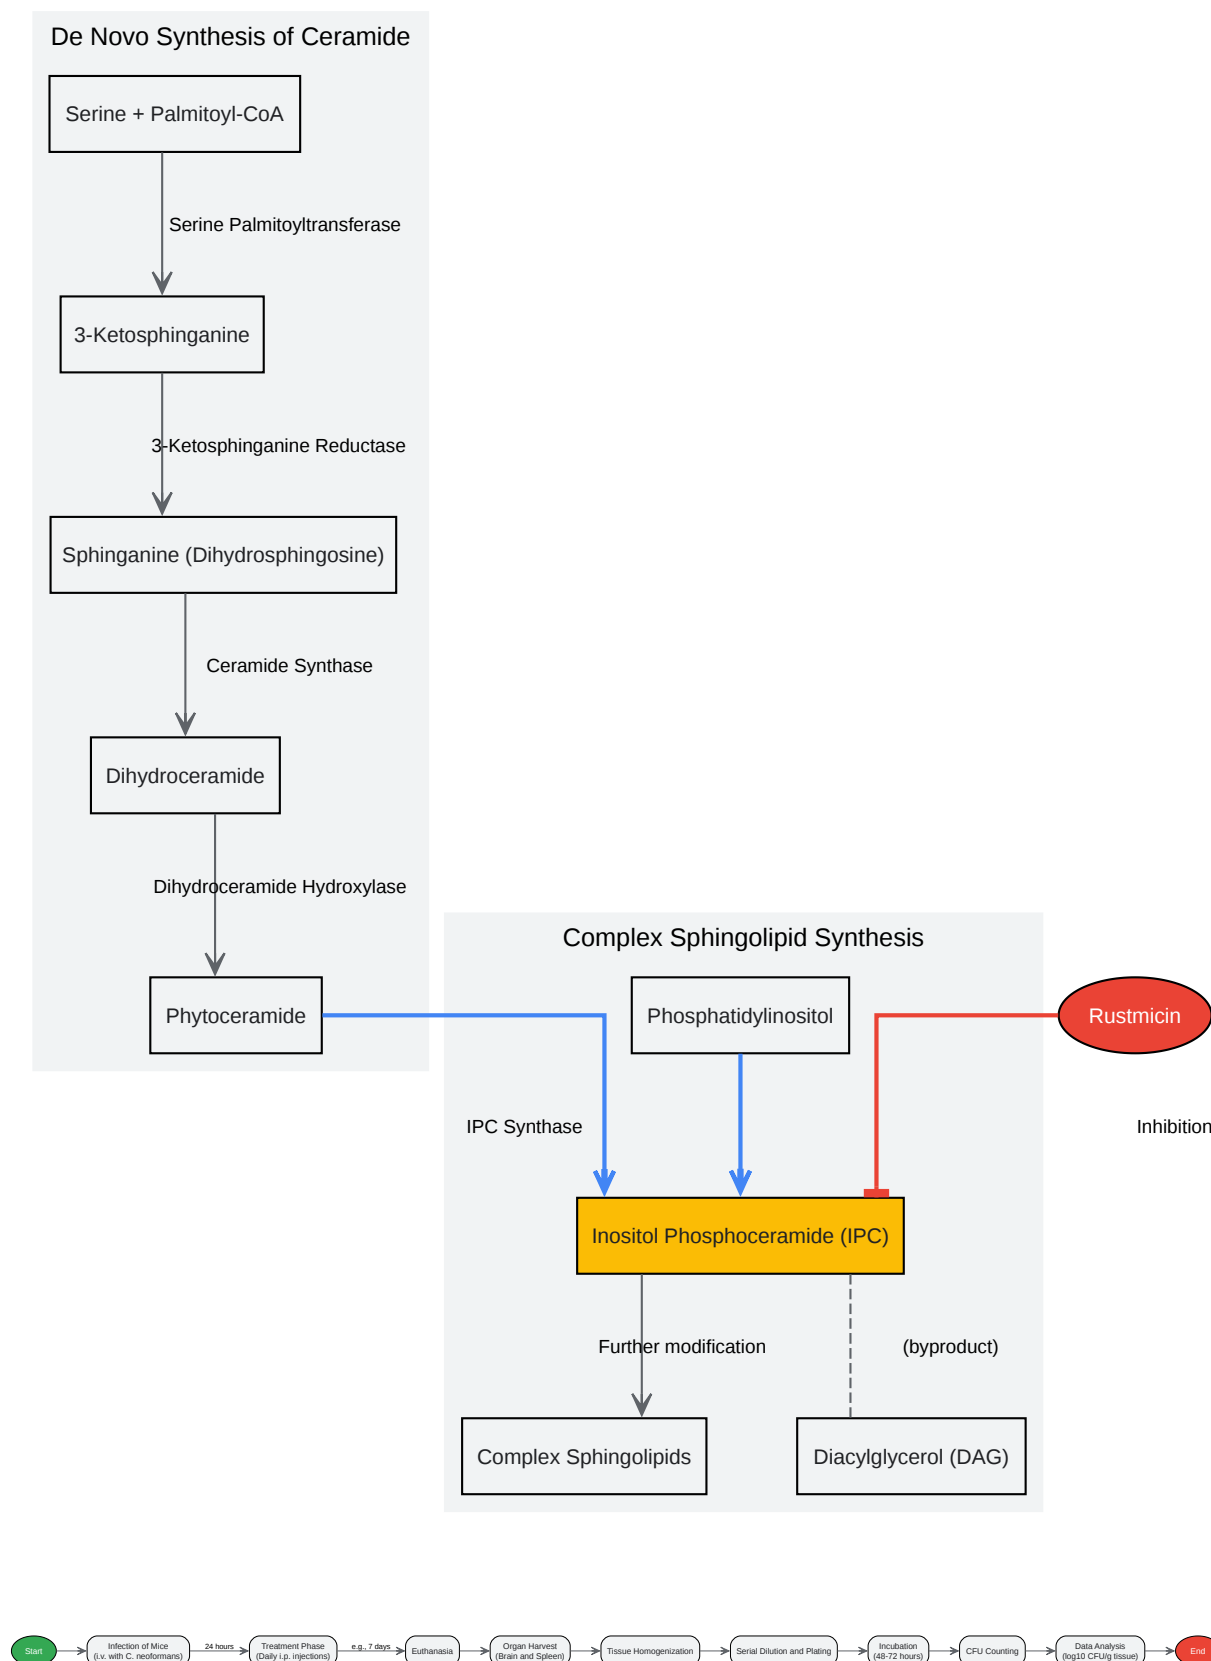 De Novo Synthesis of Ceramide
Serine + Palmitoyl-CoA
Serine Palmitoyltransferase
3-Ketosphinganine
3-Ketosphinganine Reductase
Sphinganine (Dihydrosphingosine)
Ceramide Synthase
Dihydroceramide
Dihydroceramide Hydroxylase
Phytoceramide
Complex Sphingolipid Synthesis
Phosphatidylinositol
Rustmicin
IPC Synthase
Inhibition
Inositol Phosphoceramide (IPC)
Further modification
(byproduct)
Complex Sphingolipids
Diacylglycerol (DAG)
Start
Infection of Mice
(i.v. with C. neoformans)
24 hours
Treatment Phase
(Daily i.p. injections)
e.g., 7 days
Euthanasia
Organ Harvest
(Brain and Spleen)
Tissue Homogenization
Serial Dilution and Plating
Incubation
(48-72 hours)
CFU Counting
Data Analysis
(log10 CFU/g tissue)
End